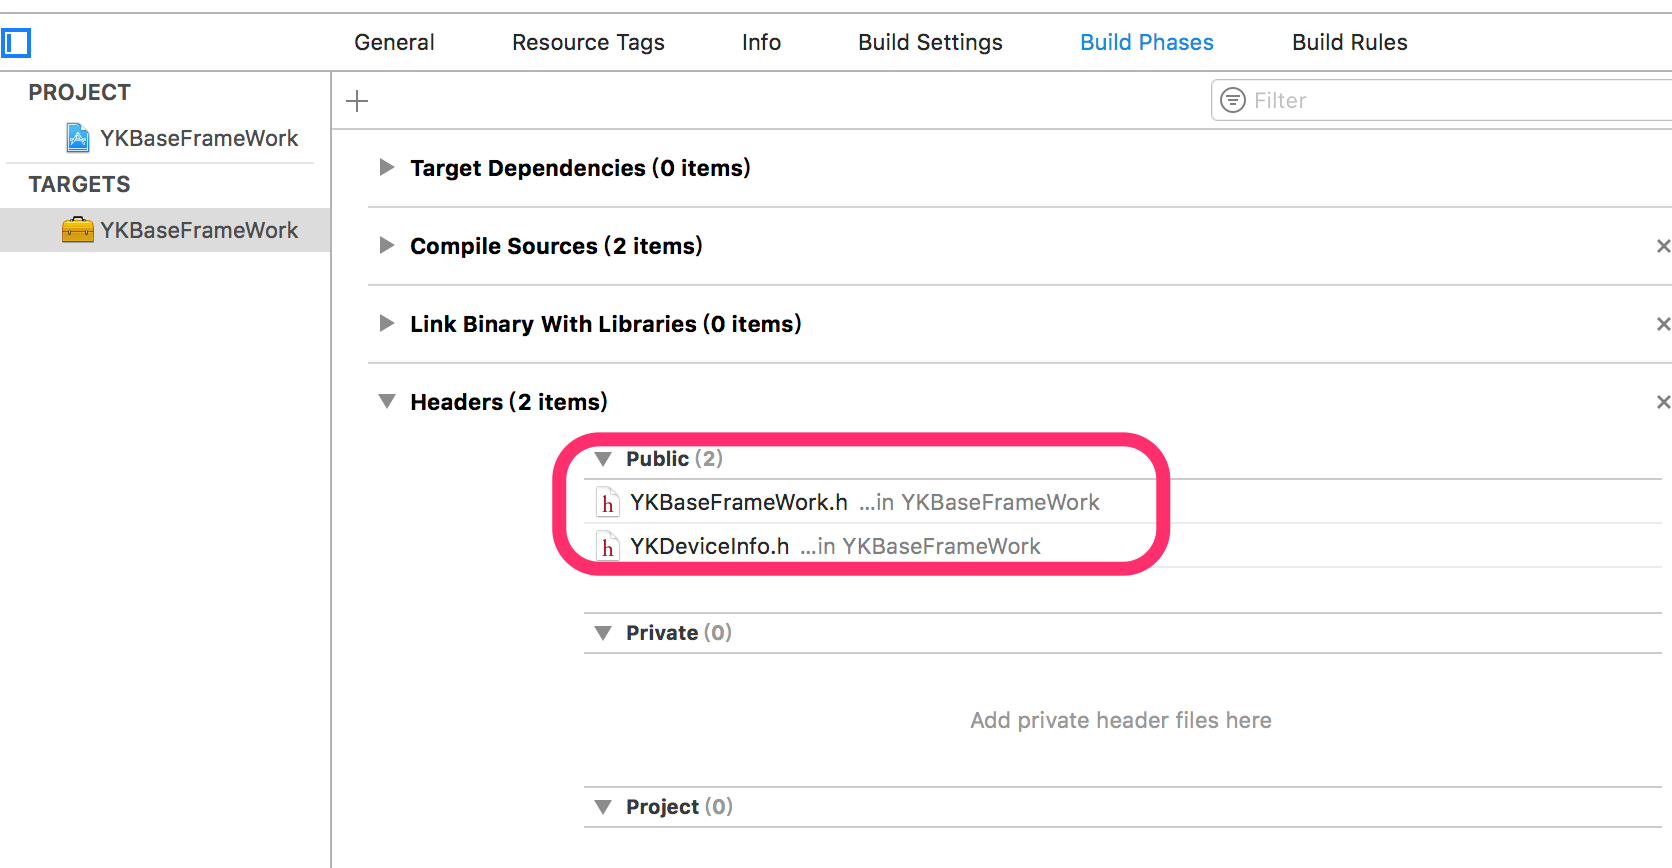 General Resource Tags Info Build Settings Build Phases Build Rules
PROJECT
YKBaseFrameWork
TARGETS
YKBaseFrameWork
Filter
Target Dependencies (0 items)
Compile Sources (2 items)
Link Binary With Libraries (0 items)
Headers (2 items)
Public (2)
YKBaseFrameWork.h ...in YKBaseFrameWork
YKDeviceInfo.h ...in YKBaseFrameWork
Private (0)
Add private header files here
Project (0)